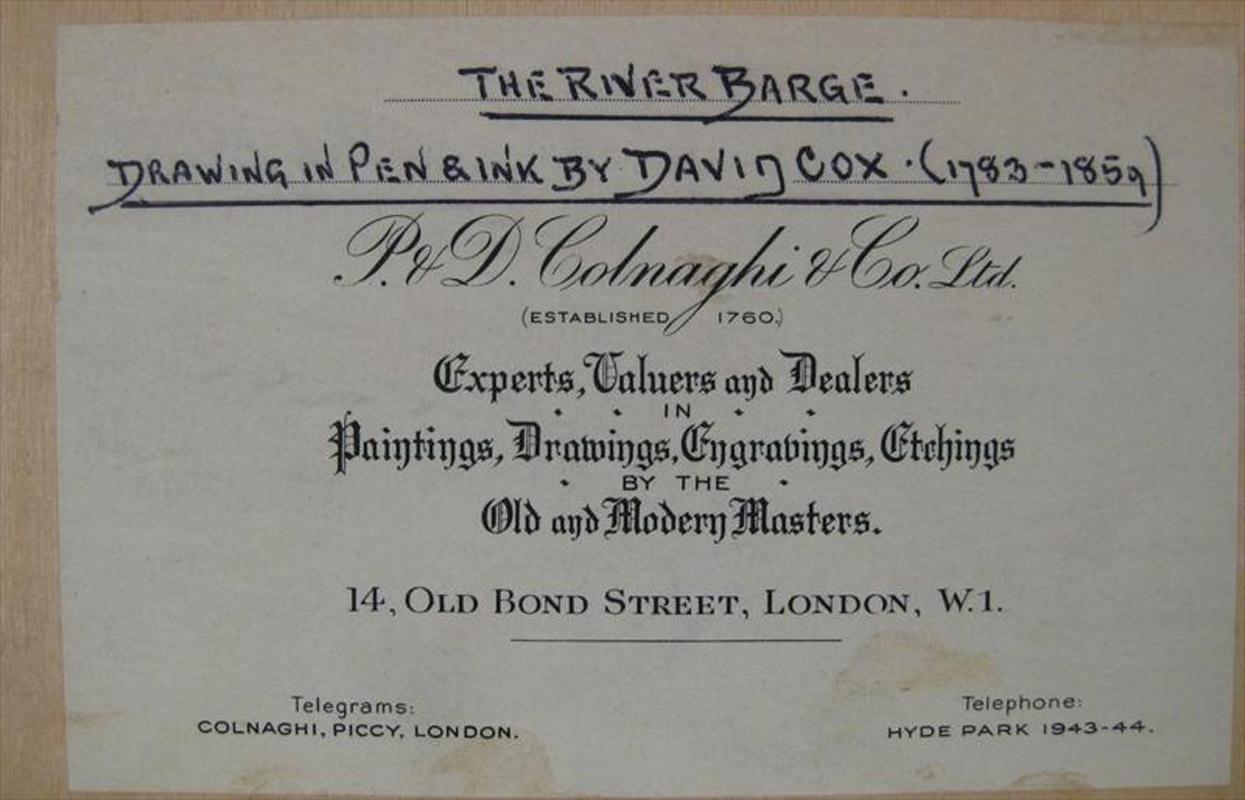 THE RIVER BARGE.
DRAWING IN PEN & INK BY DAVID COX · (1783-1859)
P. & D. Colnaghi & Co. Ltd.
(ESTABLISHED 1760.)
Experts, Valuers and Dealers
IN
Paintings, Drawings, Engravings, Etchings
BY THE
Old and Modern Masters.
14, OLD BOND STREET, LONDON, W.1.
Telegrams: Telephone:
COLNAGHI, PICCY, LONDON. HYDE PARK 1943-44.